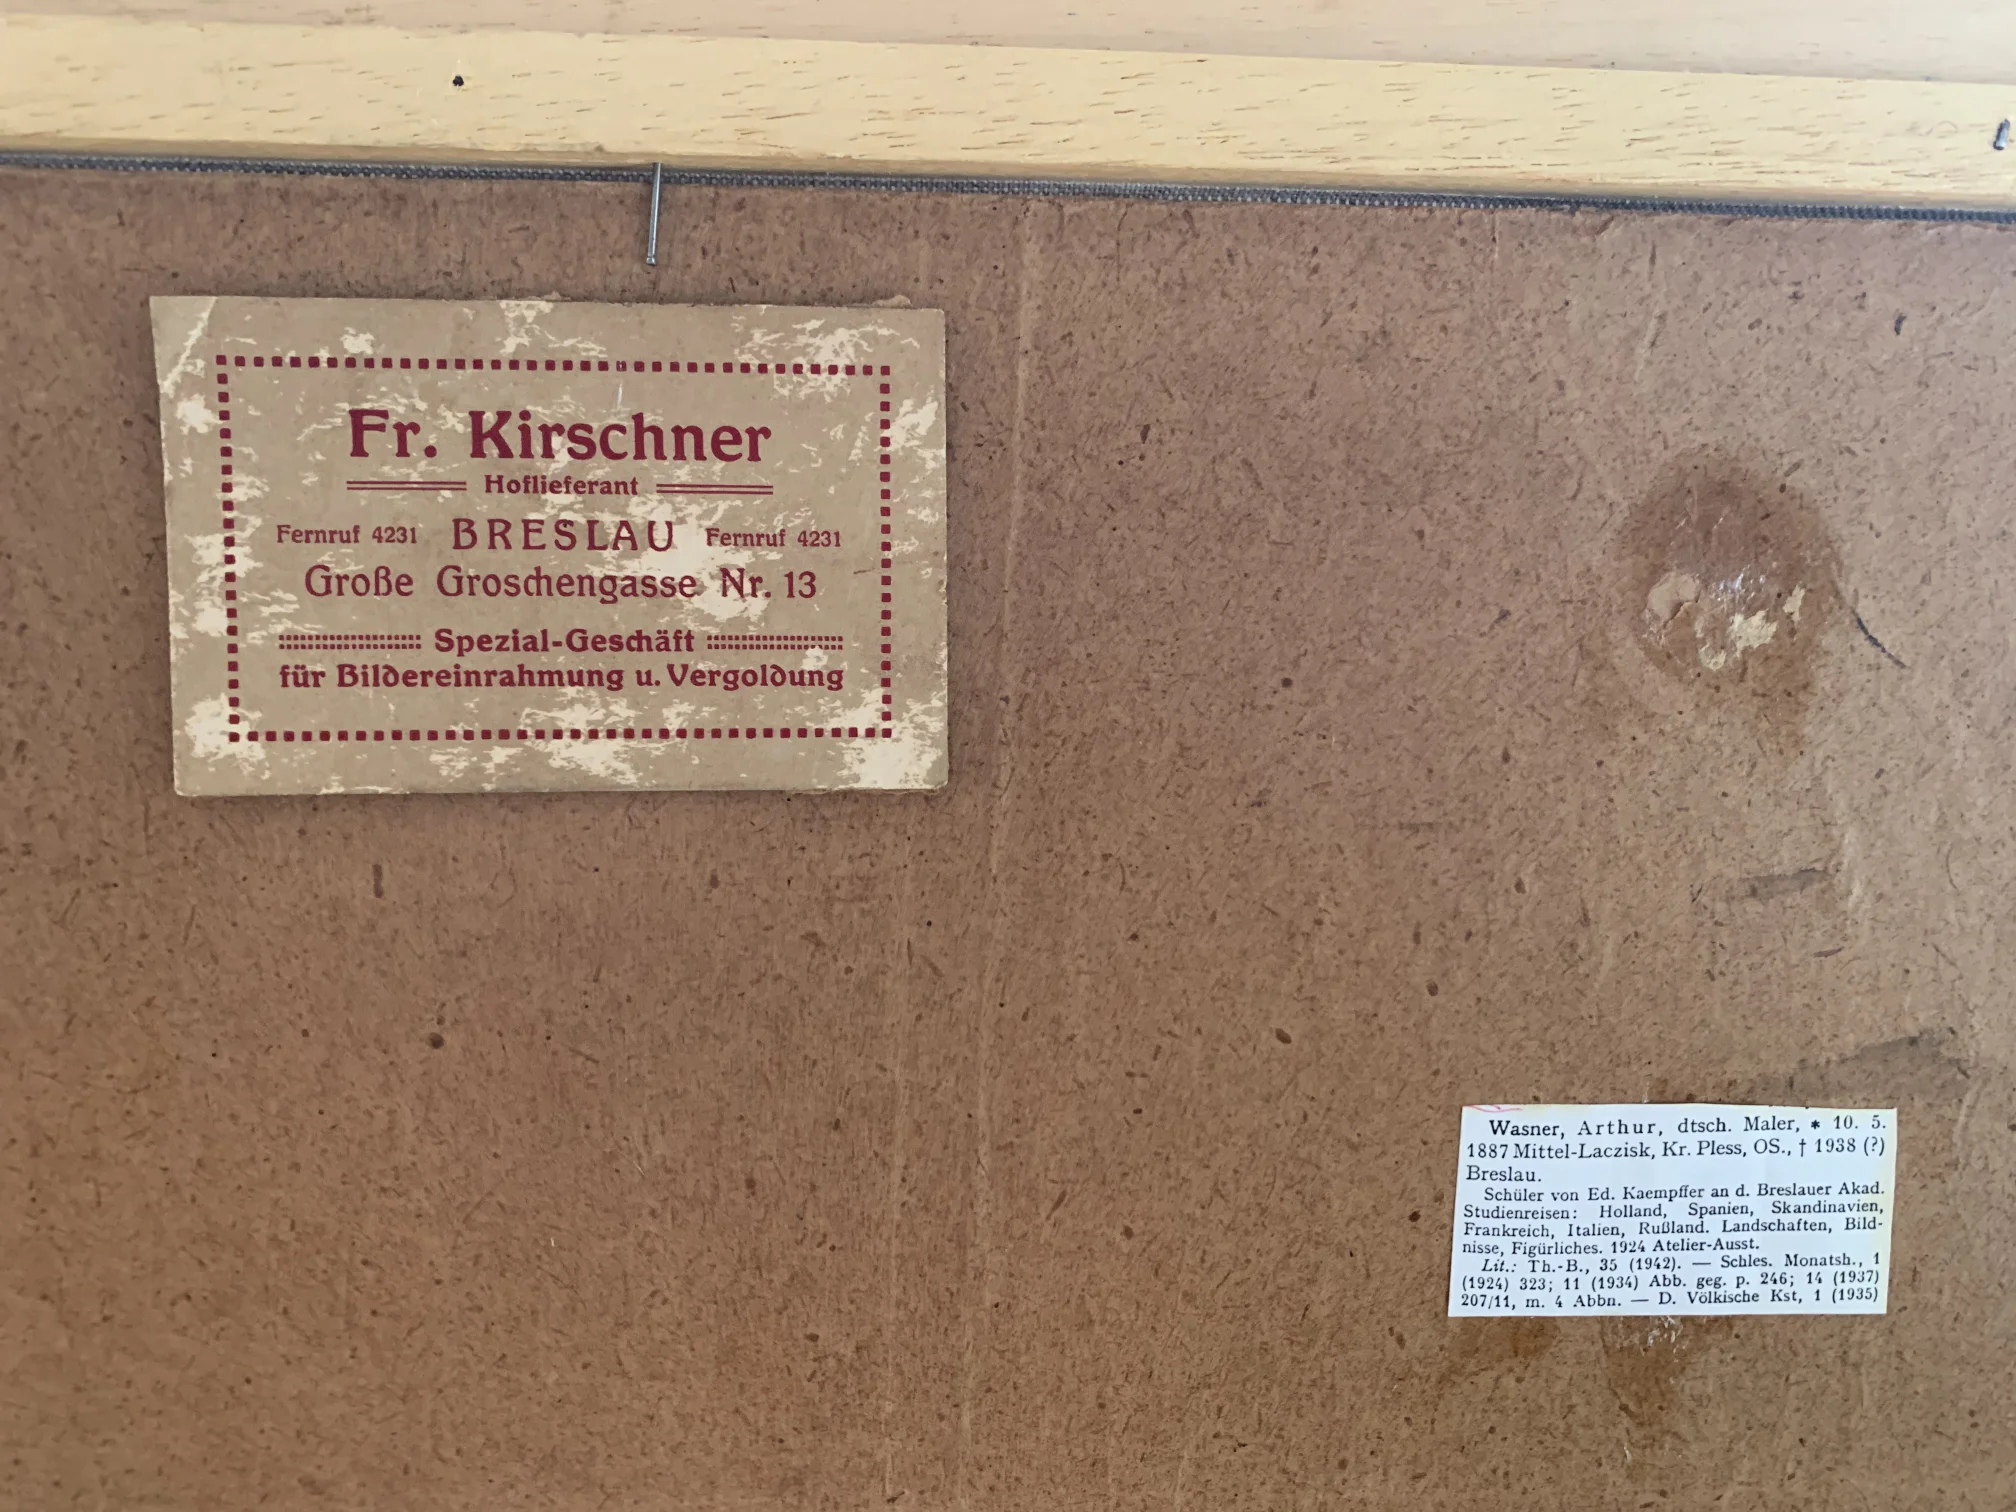 Fr. Kirschner
Hoflieferant
Fernruf 4231 BRESLAU Fernruf 4231
Große Groschengasse Nr. 13
Spezial-Geschäft
für Bildereinrahmung u. Vergoldung
Wasner, Arthur, dtsch. Maler, * 10. 5.
1887 Mittel-Laczisk, Kr. Pless, OS., † 1938 (?)
Breslau.
Schüler von Ed. Kaempffer an d. Breslauer Akad.
Studienreisen: Holland, Spanien, Skandinavien,
Frankreich, Italien, Rußland. Landschaften, Bild-
nisse, Figürliches. 1924 Atelier-Ausst.
Lit.: Th.-B., 35 (1942). — Schles. Monatsh., 1
(1924) 323; 11 (1934) Abb. geg. p. 246; 14 (1937)
207/11, m. 4 Abbn. — D. Völkische Kst, 1 (1935)